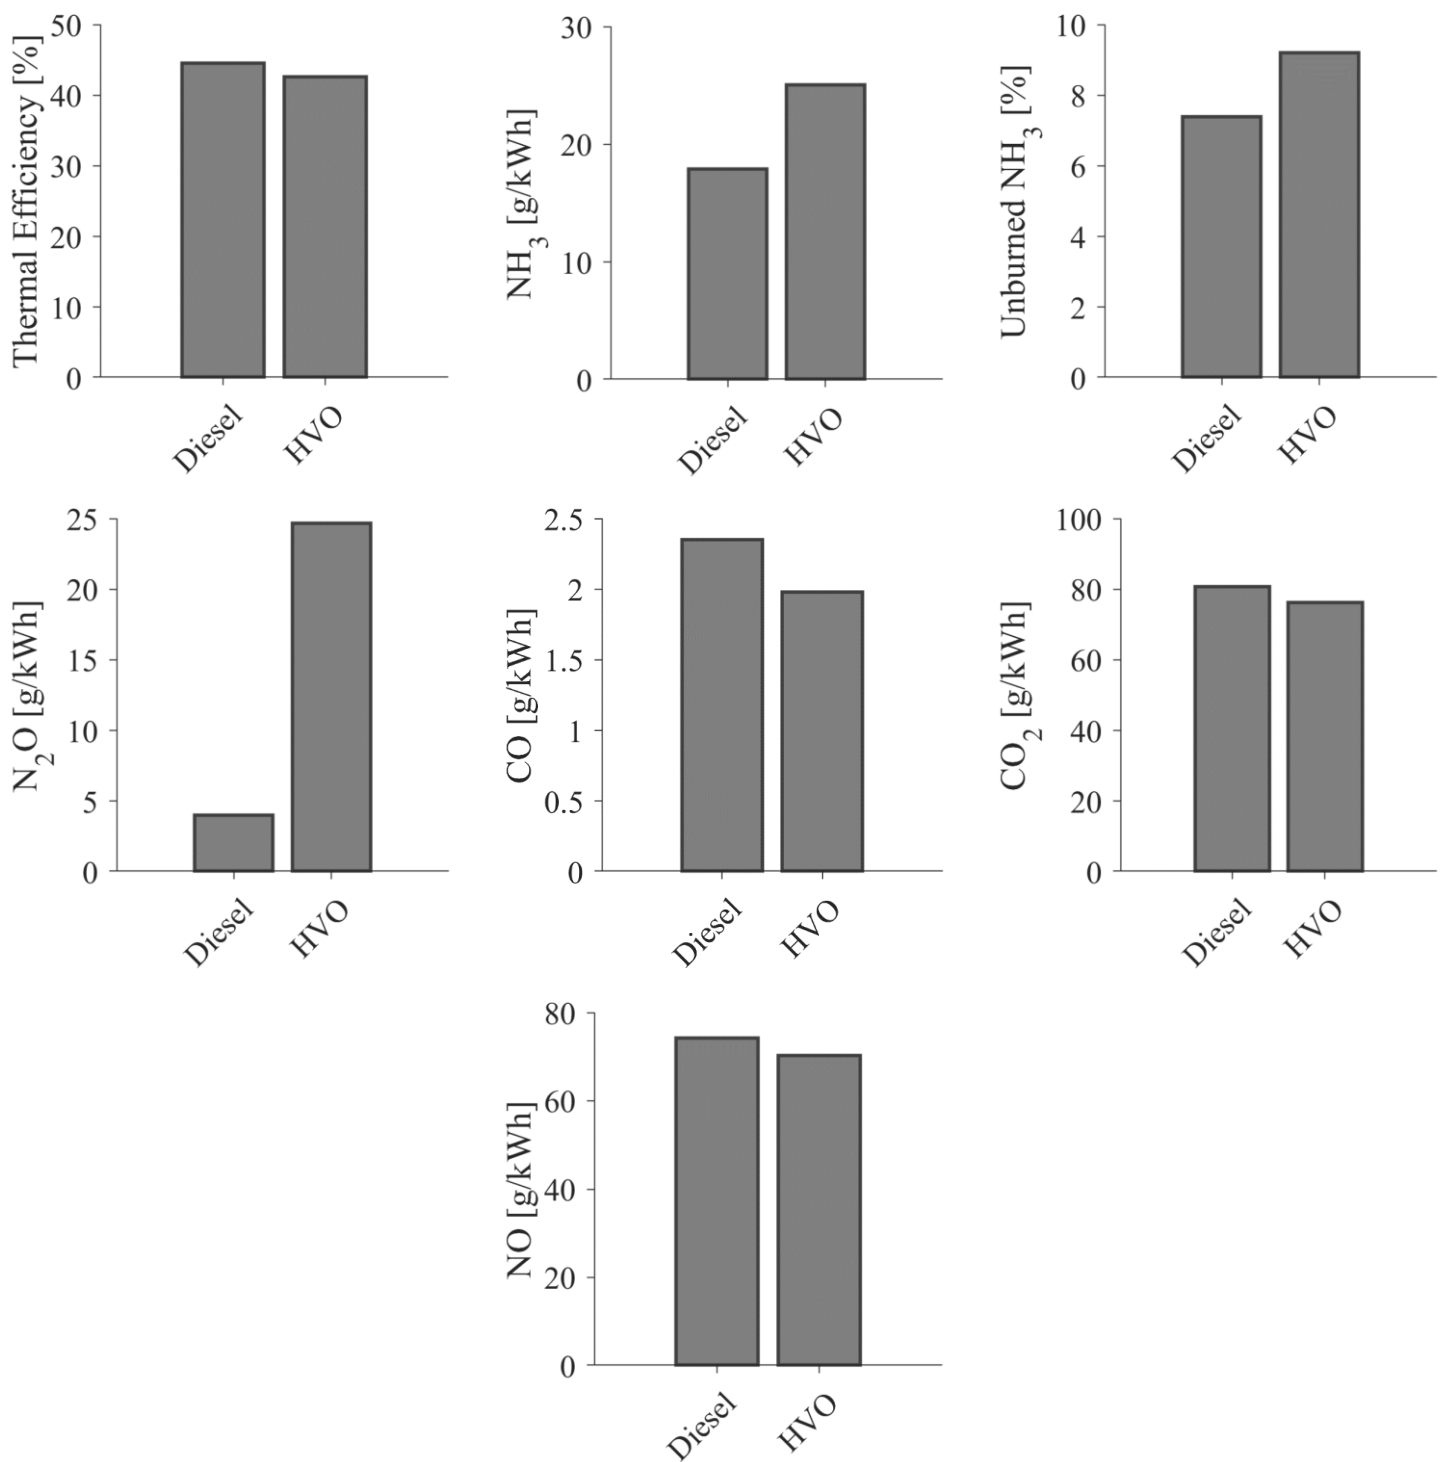 Thermal Efficiency [%]
50
40
30
20
10
0
Diesel
HVO
NH3 [g/kWh]
30
20
10
0
Diesel
HVO
Unburned NH3 [%]
10
8
6
4
2
0
Diesel
HVO
N2O [g/kWh]
25
20
15
10
5
0
Diesel
HVO
CO [g/kWh]
2.5
2
1.5
1
0.5
0
Diesel
HVO
CO2 [g/kWh]
100
80
60
40
20
0
Diesel
HVO
NO [g/kWh]
80
60
40
20
0
Diesel
HVO